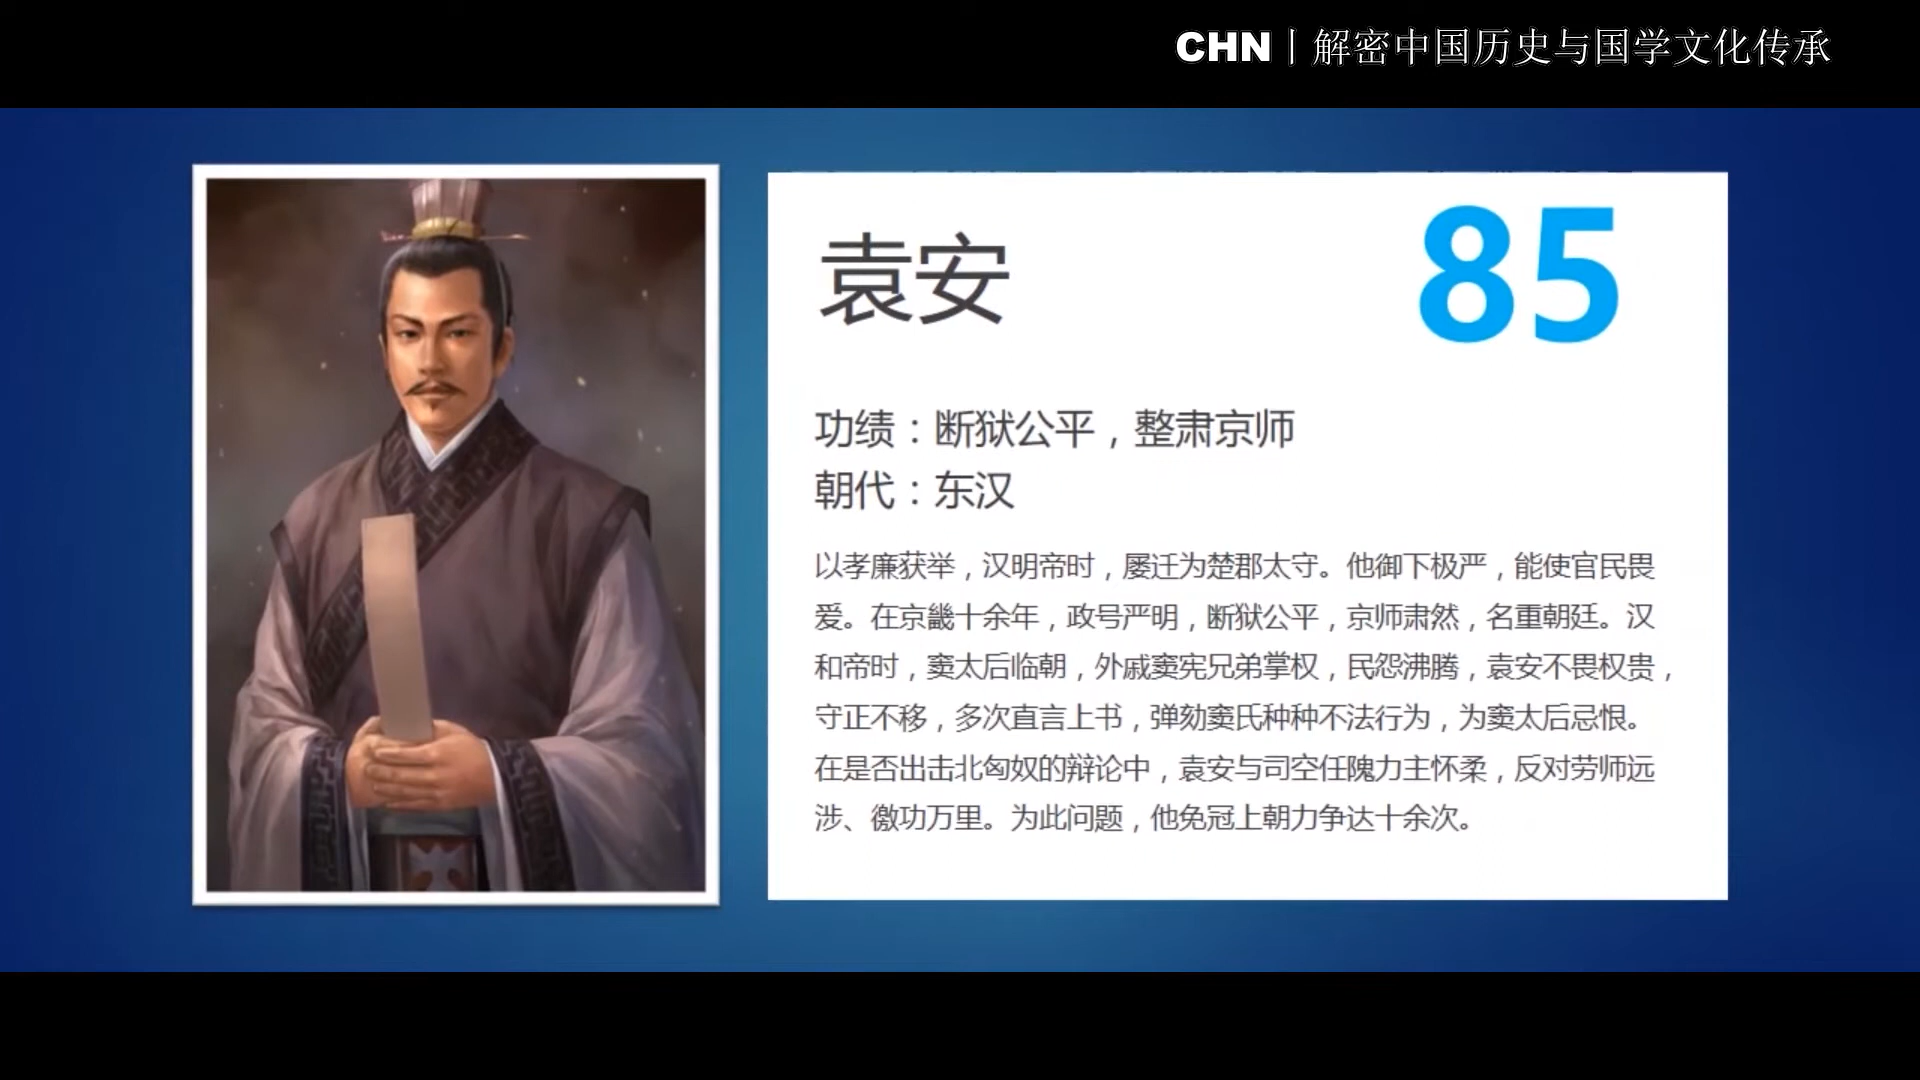 CHN丨解密中国历史与国学文化传承
袁安
85
功绩：断狱公平，整肃京师
朝代：东汉
以孝廉获举，汉明帝时，屡迁为楚郡太守。他御下极严，能使官民畏
爱。在京畿十余年，政号严明，断狱公平，京师肃然，名重朝廷。汉
和帝时，窦太后临朝，外戚窦宪兄弟掌权，民怨沸腾，袁安不畏权贵，
守正不移，多次直言上书，弹劾窦氏种种不法行为，为窦太后忌恨。
在是否出击北匈奴的辩论中，袁安与司空任隗力主怀柔，反对劳师远
涉、徼功万里。为此问题，他免冠上朝力争达十余次。